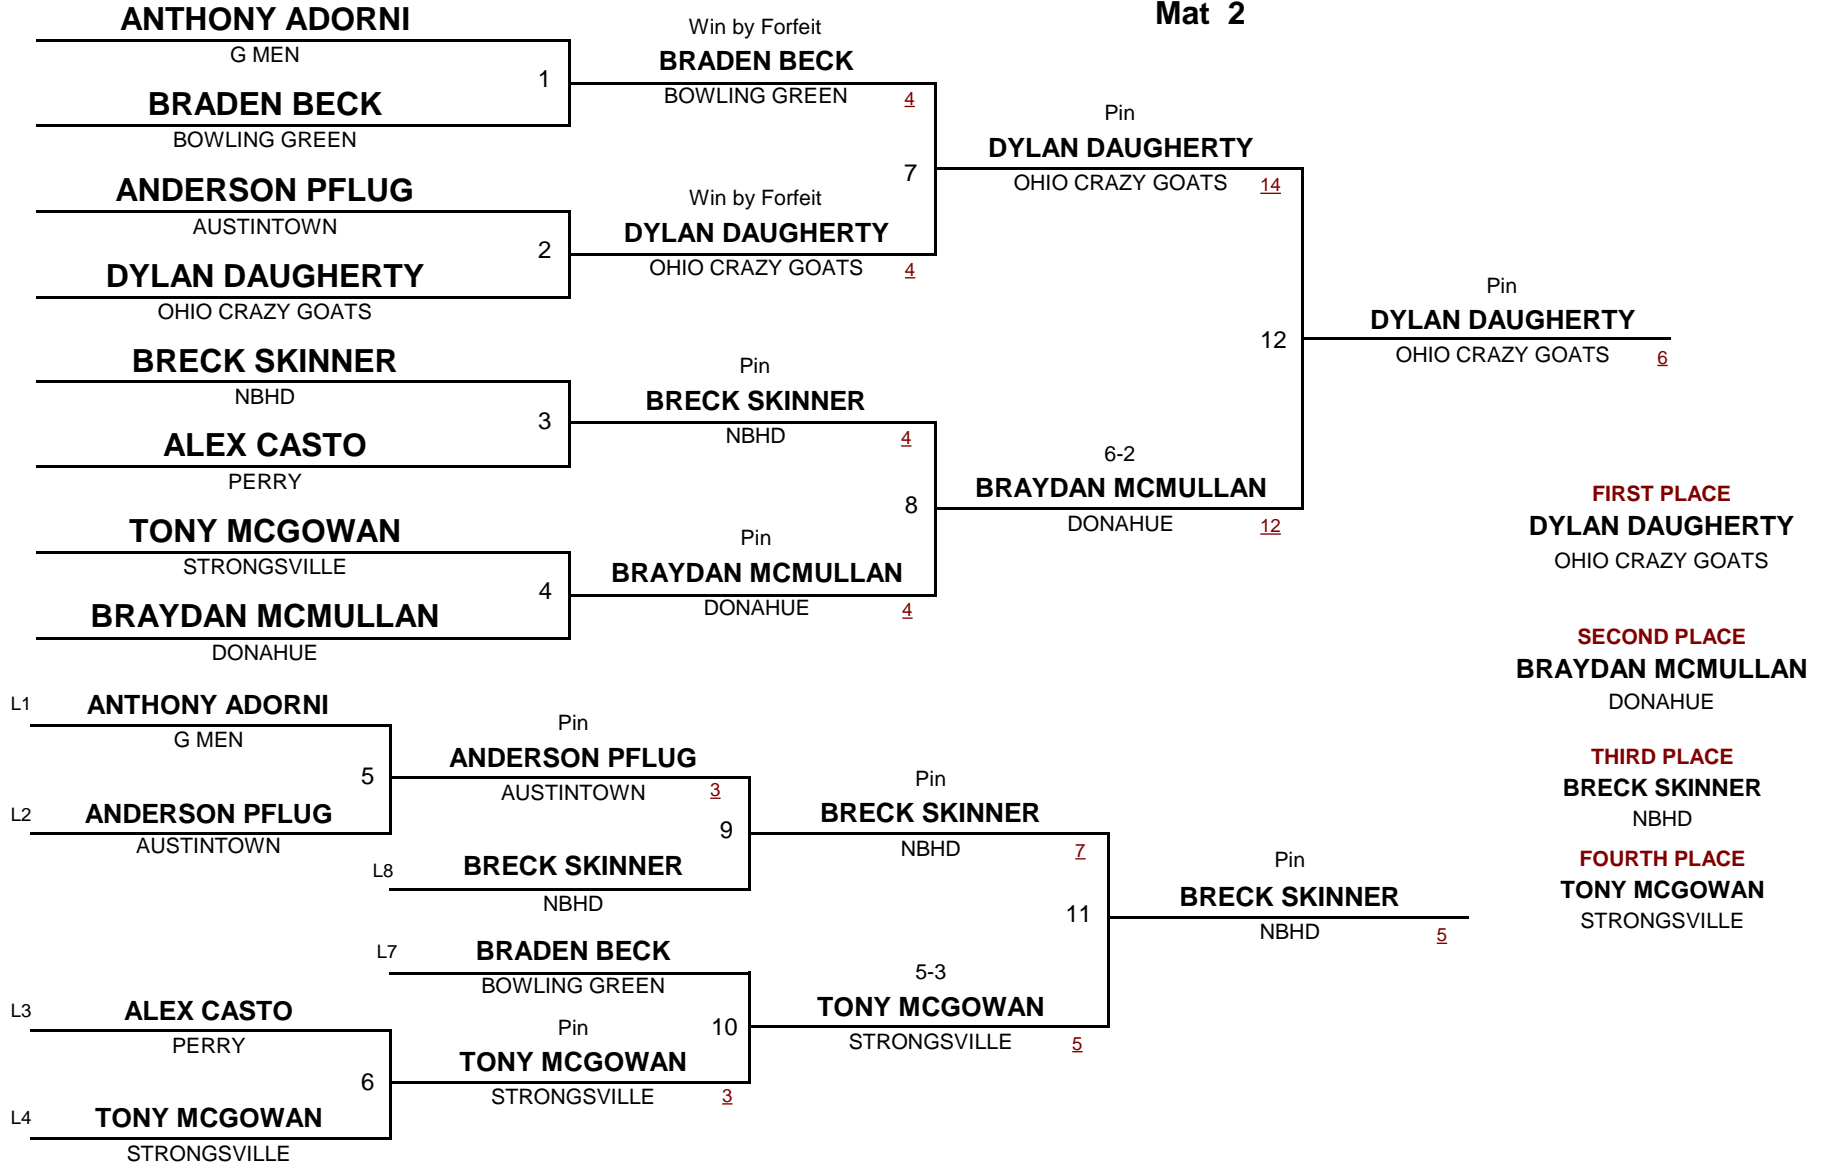 Mat 2
ANTHONY ADORNI
G MEN
1
BRADEN BECK
BOWLING GREEN
ANDERSON PFLUG
AUSTINTOWN
2
DYLAN DAUGHERTY
OHIO CRAZY GOATS
BRECK SKINNER
NBHD
3
ALEX CASTO
PERRY
TONY MCGOWAN
STRONGSVILLE
4
BRAYDAN MCMULLAN
DONAHUE
Win by Forfeit
BRADEN BECK
BOWLING GREEN 4
7
Win by Forfeit
DYLAN DAUGHERTY
OHIO CRAZY GOATS 4
Pin
BRECK SKINNER
NBHD 4
8
Pin
BRAYDAN MCMULLAN
DONAHUE 4
Pin
DYLAN DAUGHERTY
OHIO CRAZY GOATS 14
12
6-2
BRAYDAN MCMULLAN
DONAHUE 12
Pin
DYLAN DAUGHERTY
OHIO CRAZY GOATS 6
L1 ANTHONY ADORNI
G MEN
5
L2 ANDERSON PFLUG
AUSTINTOWN
L3 ALEX CASTO
PERRY
6
L4 TONY MCGOWAN
STRONGSVILLE
Pin
ANDERSON PFLUG
AUSTINTOWN 3
9
L8 BRECK SKINNER
NBHD
L7 BRADEN BECK
BOWLING GREEN
10
Pin
TONY MCGOWAN
STRONGSVILLE 3
Pin
BRECK SKINNER
NBHD 7
11
5-3
TONY MCGOWAN
STRONGSVILLE 5
Pin
BRECK SKINNER
NBHD 5
FIRST PLACE
DYLAN DAUGHERTY
OHIO CRAZY GOATS
SECOND PLACE
BRAYDAN MCMULLAN
DONAHUE
THIRD PLACE
BRECK SKINNER
NBHD
FOURTH PLACE
TONY MCGOWAN
STRONGSVILLE